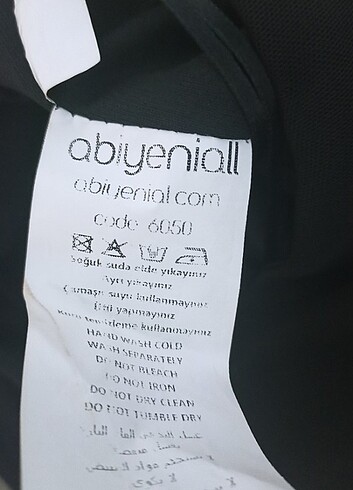 abiyeniall
abiyenial.com
code 6050
Soğuk suda elde yıkayınız
Ayrı yıkayınız
Çamaşır suyu kullanmayınız
Ütü yapmayınız
Kuru temizleme kullanmayınız
HAND WASH COLD
WASH SEPARATELY
DO NOT BLEACH
DO NOT IRON
DO NOT DRY CLEAN
DO NOT TUMBLE DRY